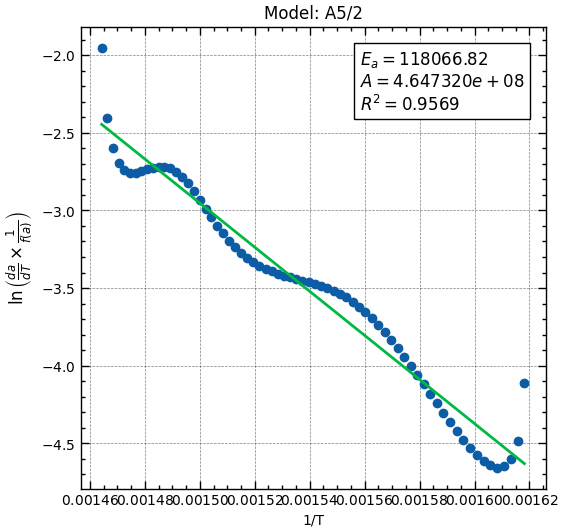 Model: A5/2
E_a = 118066.82
A = 4.647320e + 08
R² = 0.9569
−2.0
−2.5
−3.0
−3.5
−4.0
−4.5
ln(da/dT × 1/f(a))
0.00146 0.00148 0.00150 0.00152 0.00154 0.00156 0.00158 0.00160 0.00162
1/T